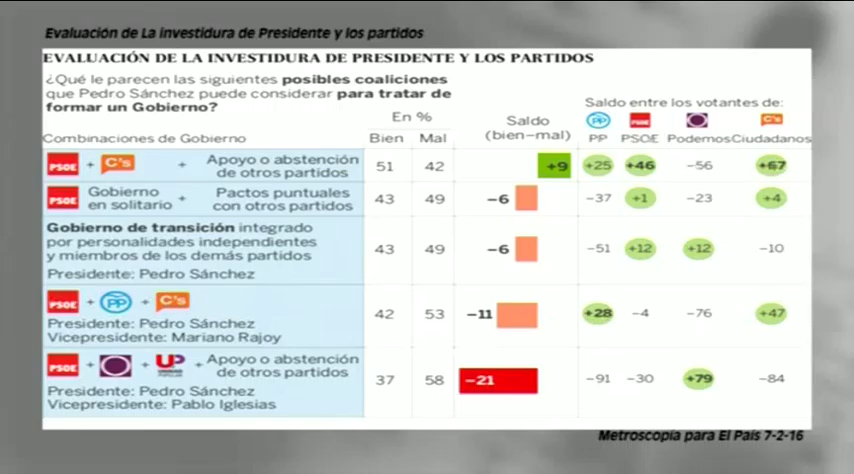 Evaluación de La investidura de Presidente y los partidos
EVALUACIÓN DE LA INVESTIDURA DE PRESIDENTE Y LOS PARTIDOS
¿Qué le parecen las siguientes posibles coaliciones
que Pedro Sánchez puede considerar para tratar de
formar un Gobierno?
En %
Saldo
(bien-mal)
Saldo entre los votantes de:
PP
Combinaciones de Gobierno Bien Mal PP PSOE Podemos Ciudadanos
PSOE + C's + Apoyo o abstención
de otros partidos
51 42 +9 +25 +46 -56 +67
PSOE Gobierno
en solitario + Pactos puntuales
con otros partidos
43 49 -6 -37 +1 -23 +4
Gobierno de transición integrado
por personalidades independientes
y miembros de los demás partidos
Presidente: Pedro Sánchez
43 49 -6 -51 +12 +12 -10
PSOE + PP + C's
Presidente: Pedro Sánchez
Vicepresidente: Mariano Rajoy
42 53 -11 +28 -4 -76 +47
PSOE + + UP + Apoyo o abstención
de otros partidos
Presidente: Pedro Sánchez
Vicepresidente: Pablo Iglesias
37 58 -21 -91 -30 +79 -84
Metroscopia para El País 7-2-16